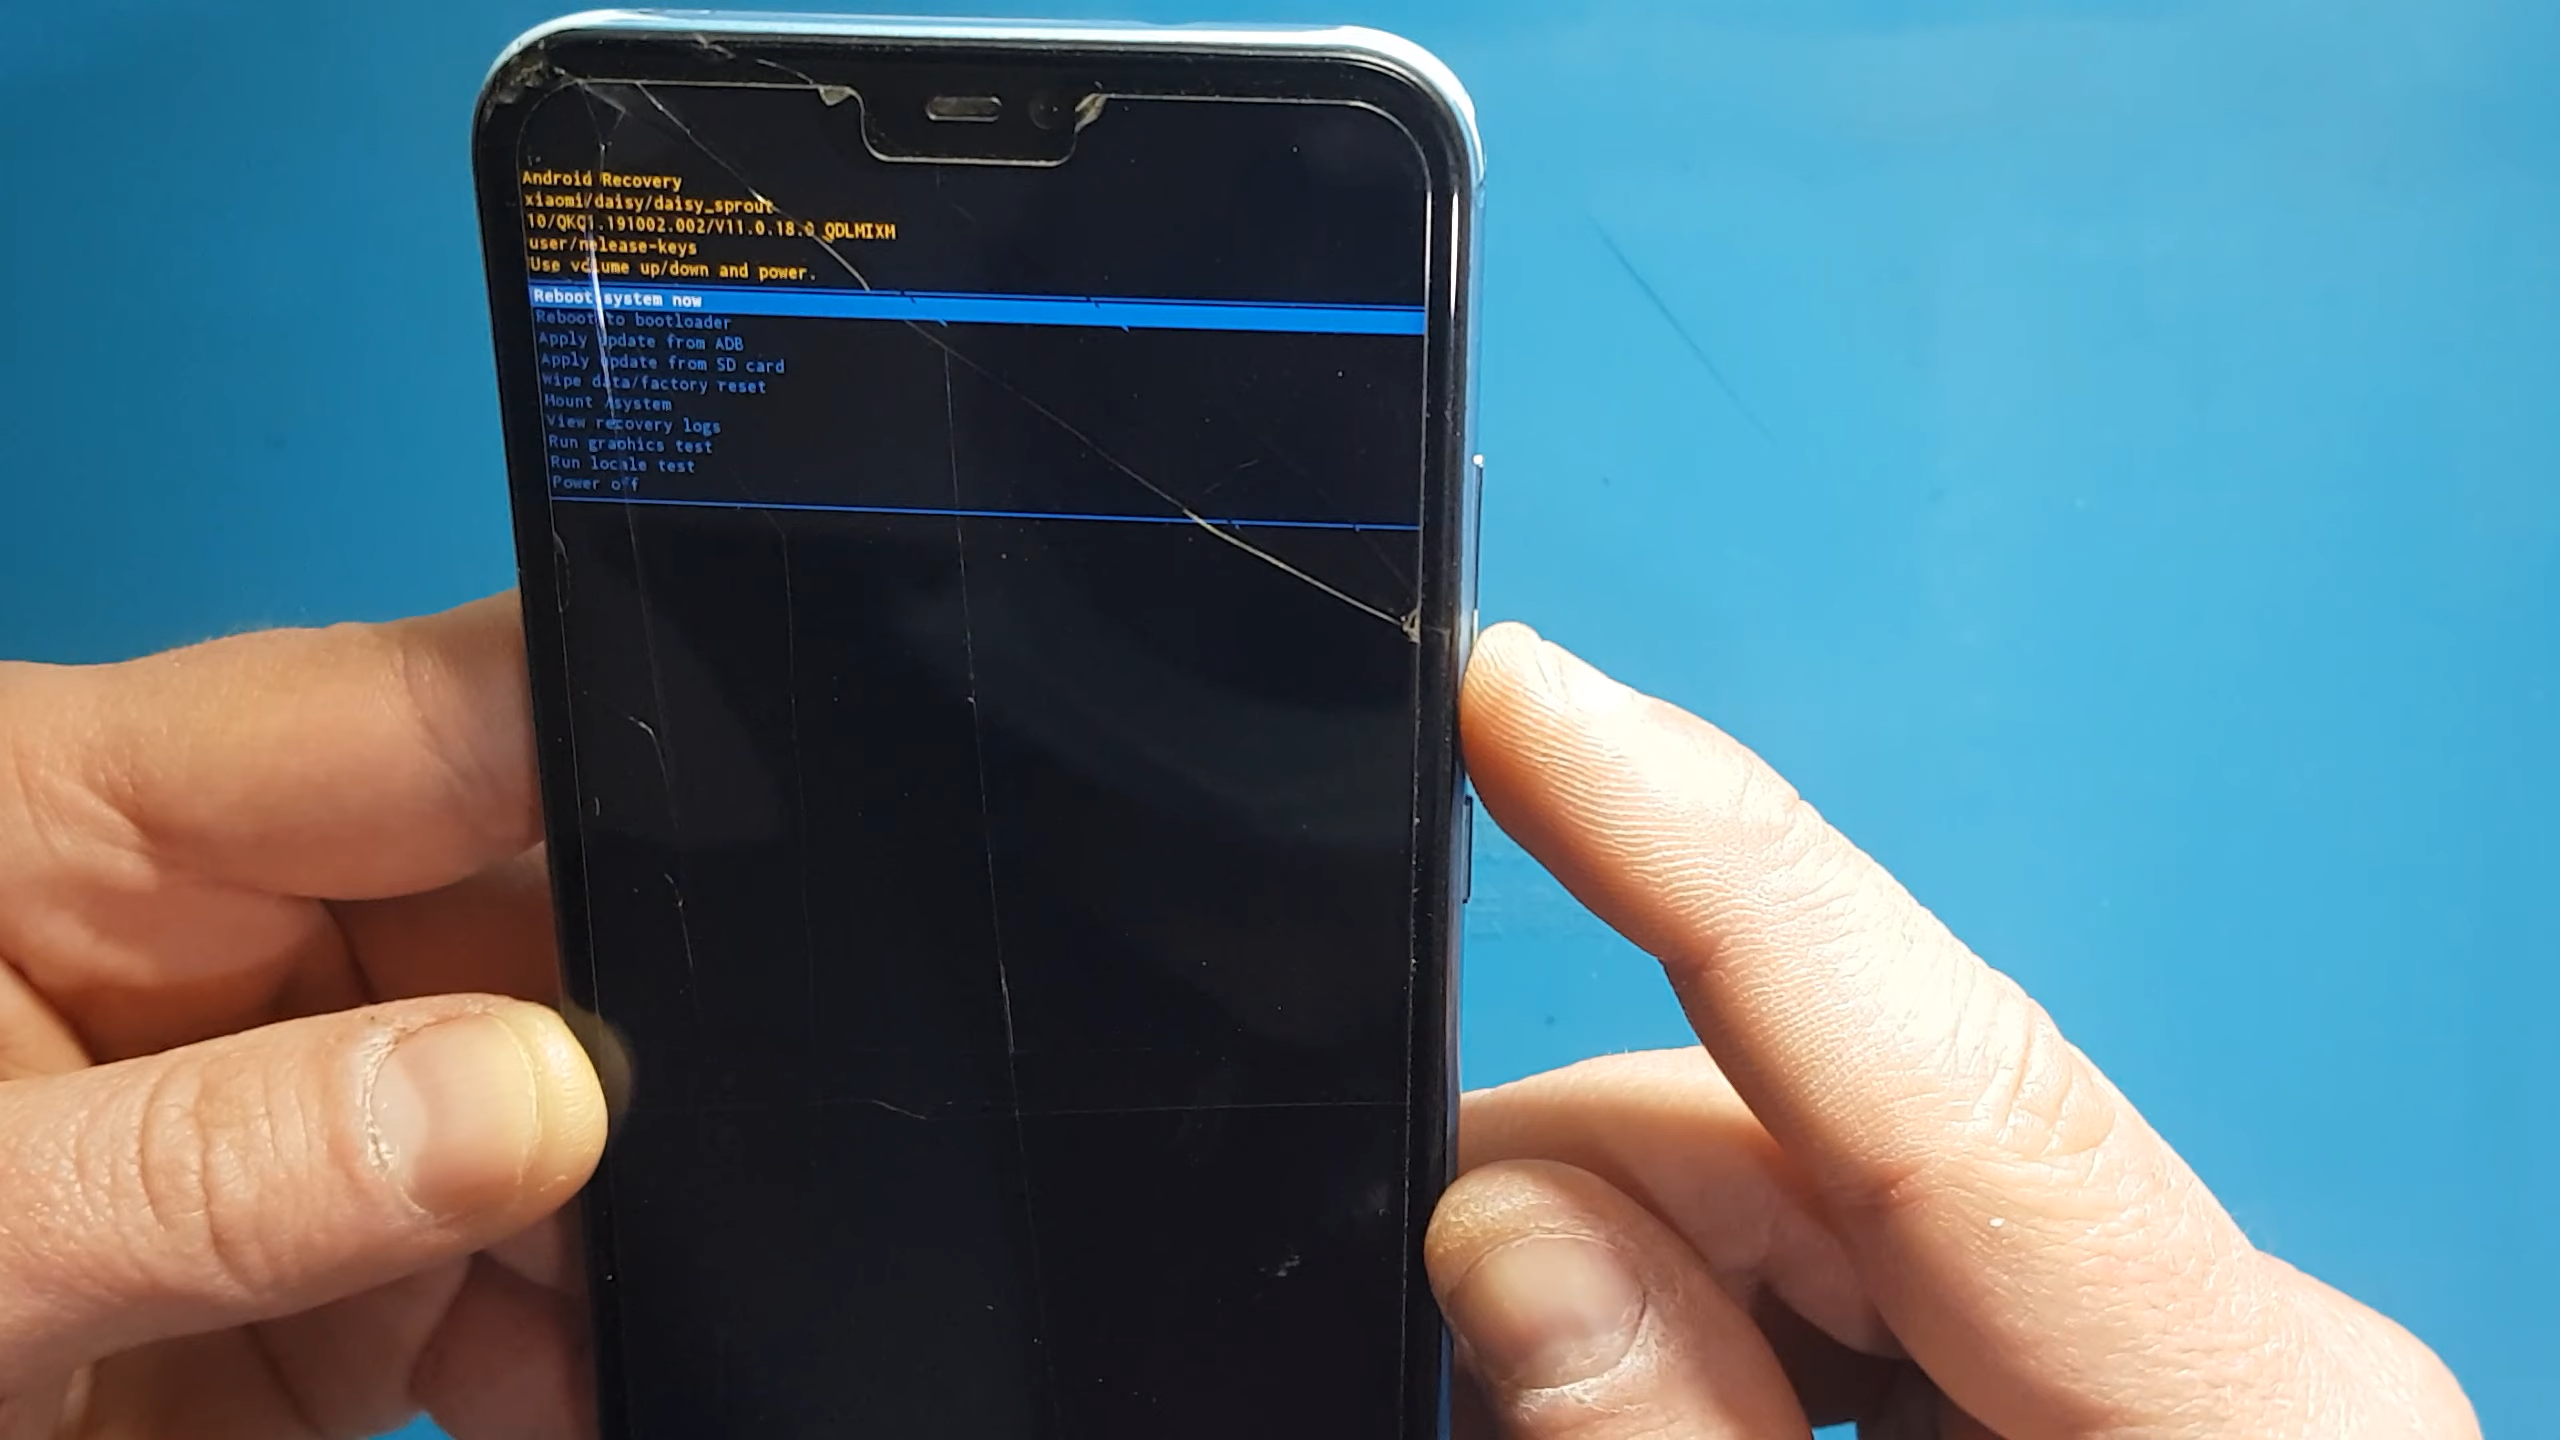 Android Recovery
xiaomi/daisy/daisy_sprout
10/QKQ1.191002.002/V11.0.18.0.QDLMIXM
user/release-keys
Use volume up/down and power.
Reboot system now
Reboot to bootloader
Apply update from ADB
Apply update from SD card
Wipe data/factory reset
Mount /system
View recovery logs
Run graphics test
Run locale test
Power off